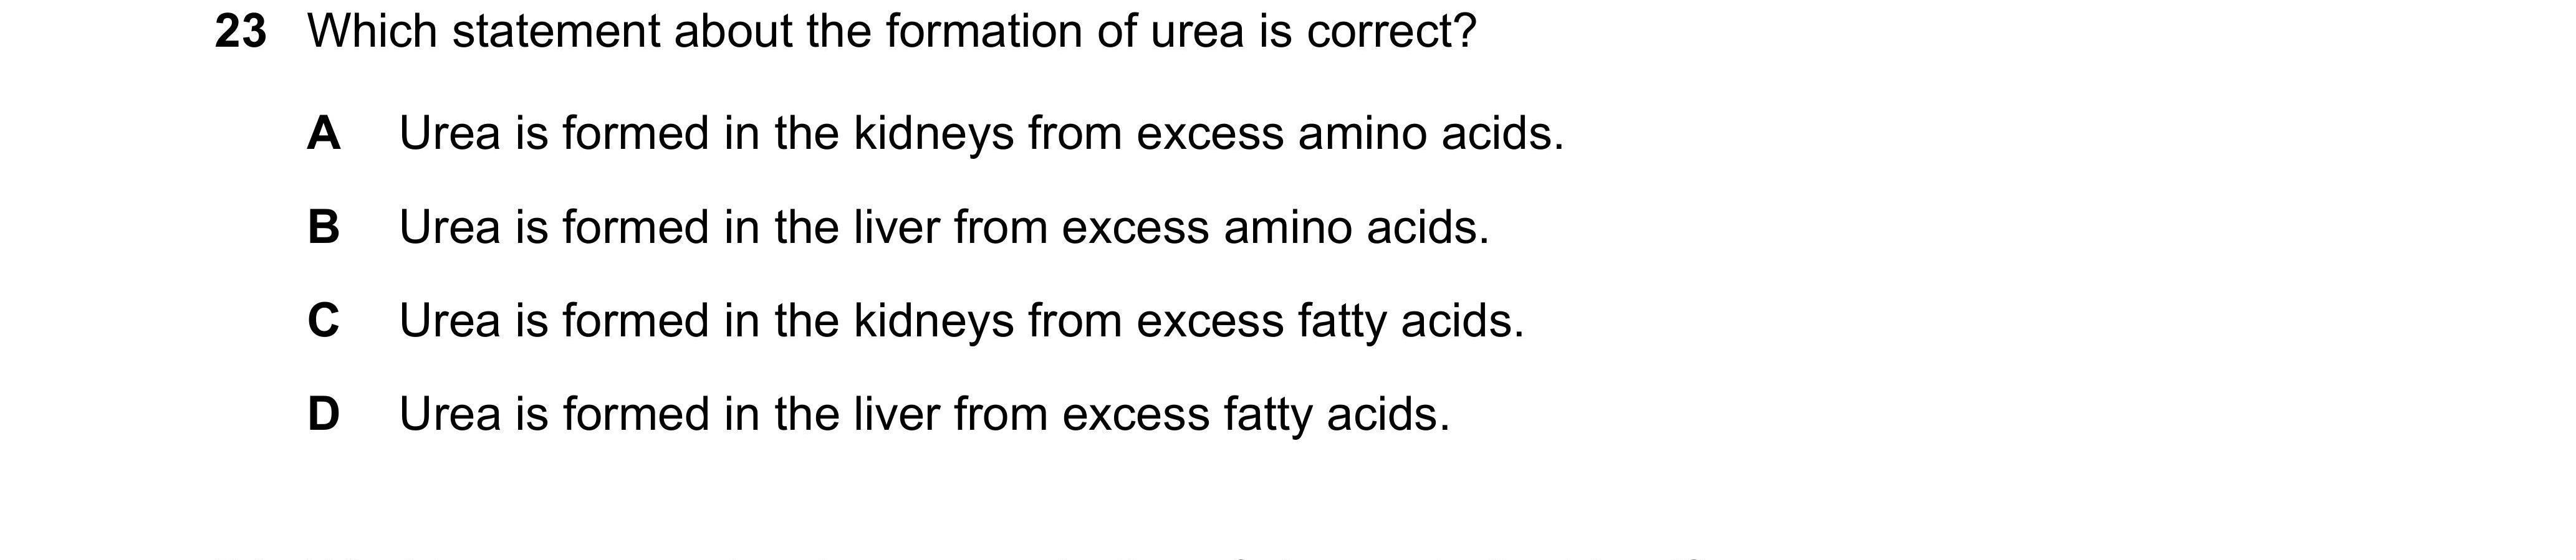 23 Which statement about the formation of urea is correct?
A Urea is formed in the kidneys from excess amino acids.
B Urea is formed in the liver from excess amino acids.
C Urea is formed in the kidneys from excess fatty acids.
D Urea is formed in the liver from excess fatty acids.